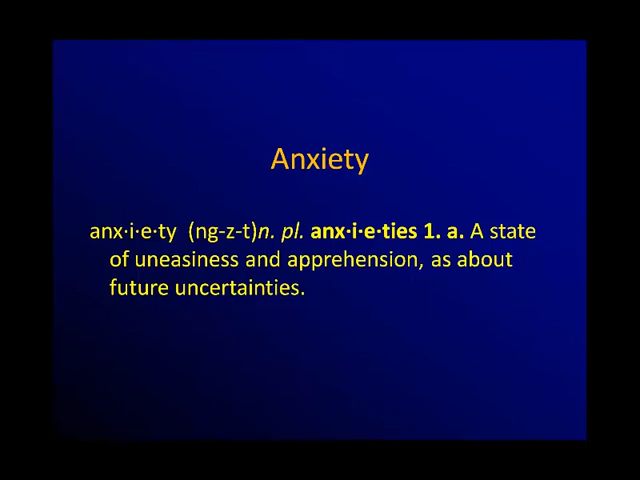 Anxiety
anx·i·e·ty (ng-z-t)n. pl. anx·i·e·ties 1. a. A state
of uneasiness and apprehension, as about
future uncertainties.